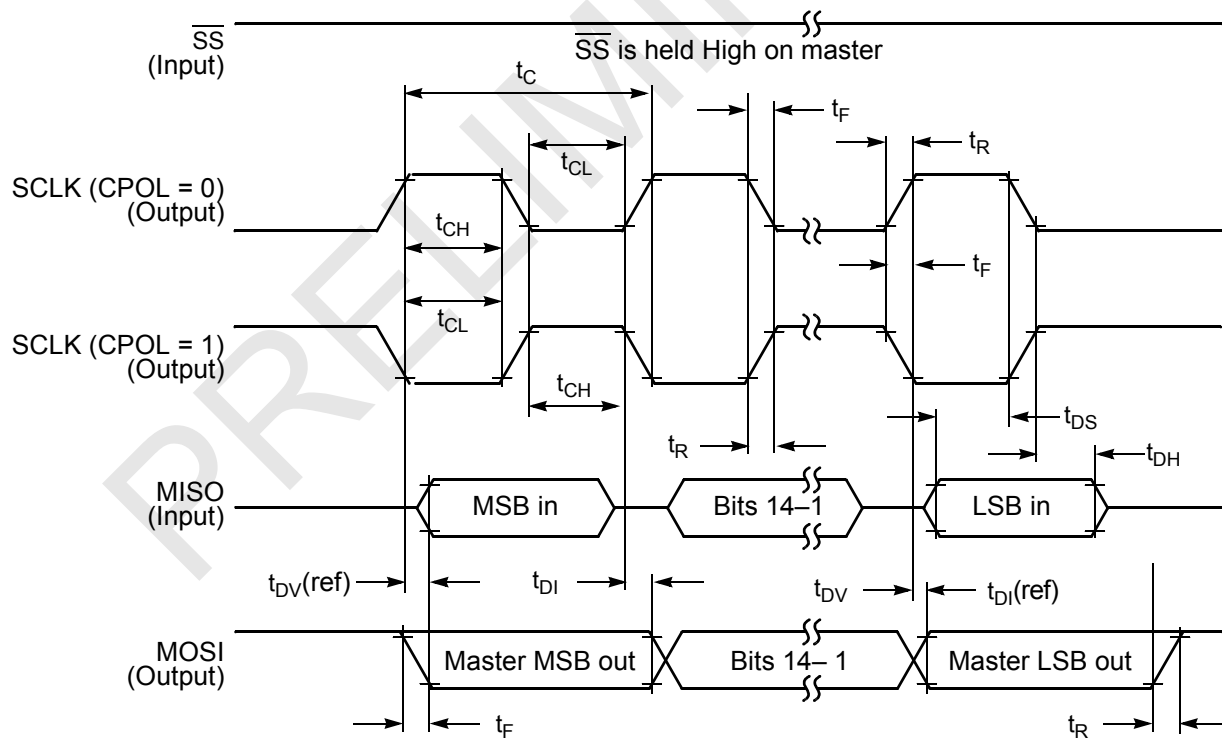 SS
(Input)
SS is held High on master
tC
tF
tR
tCL
SCLK (CPOL = 0)
(Output)
tCH
tF
tCL
SCLK (CPOL = 1)
(Output)
tCH
tDS
tR
tDH
MISO
(Input)
MSB in
Bits 14–1
LSB in
tDV(ref)
tDI
tDV
tDI(ref)
MOSI
(Output)
Master MSB out
Bits 14– 1
Master LSB out
tF
tR
PRELIMI